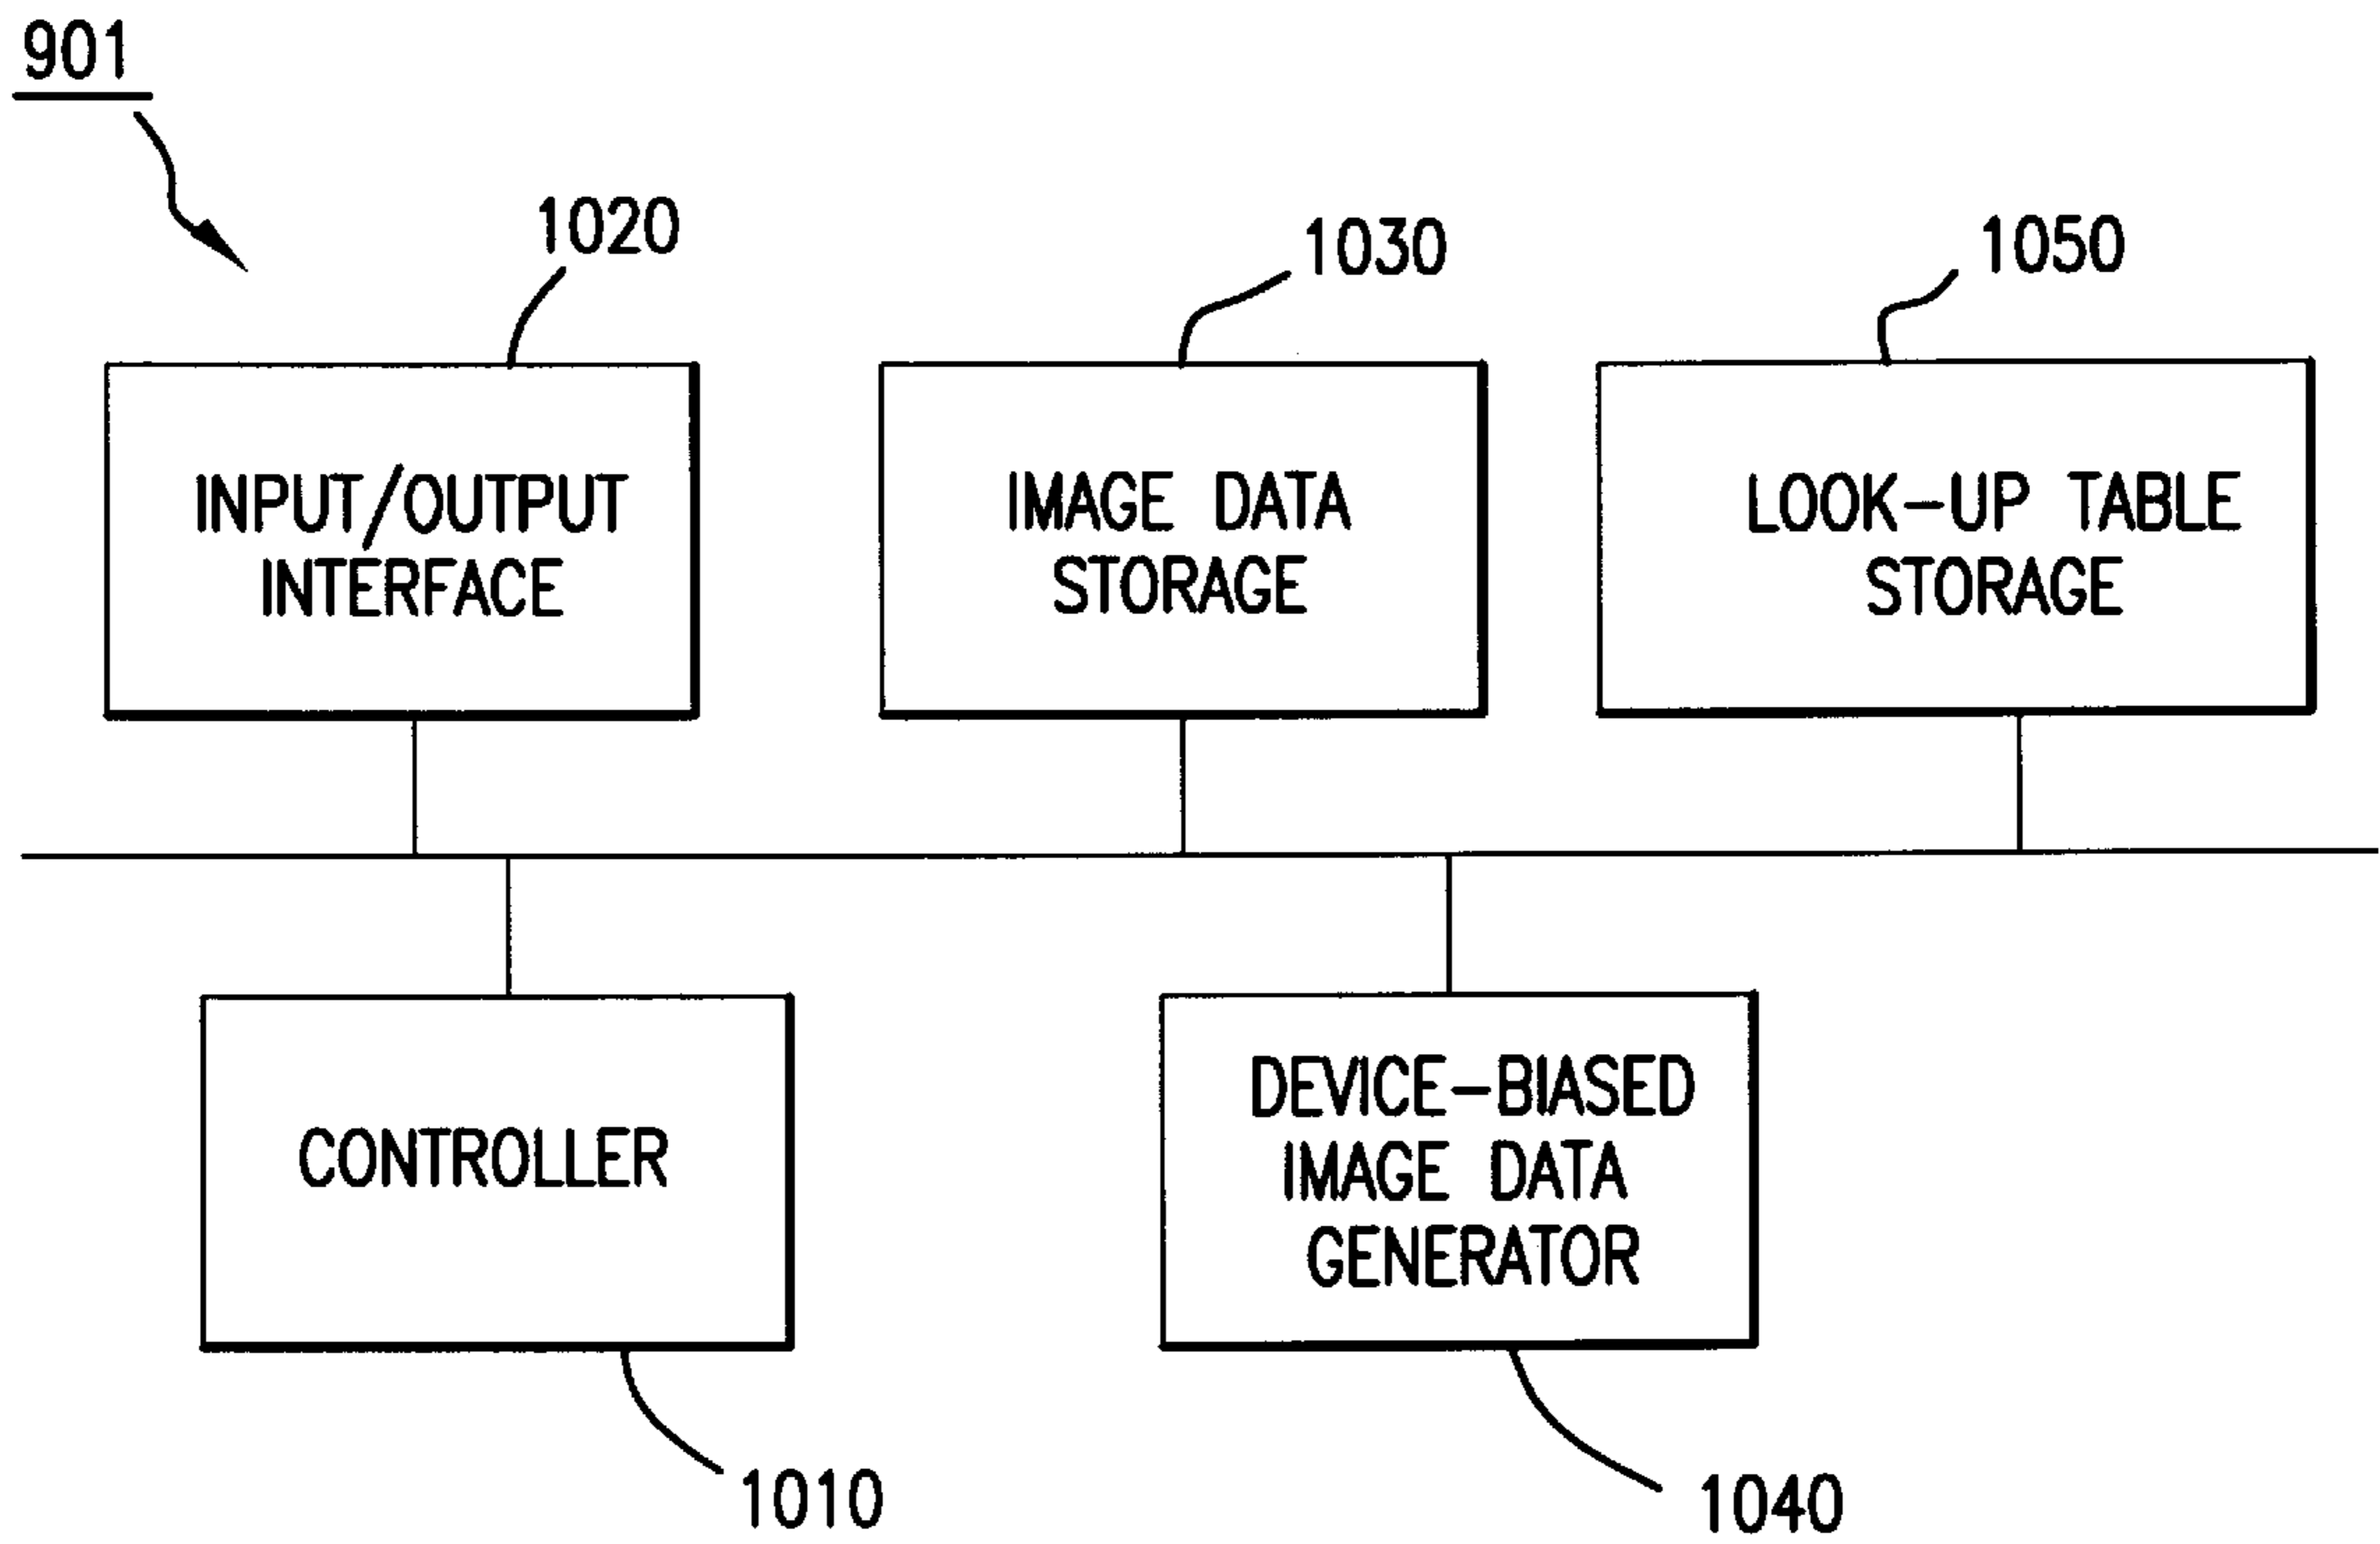 901
1020
1030
1050
INPUT/OUTPUT
INTERFACE
IMAGE DATA
STORAGE
LOOK-UP TABLE
STORAGE
CONTROLLER
DEVICE-BIASED
IMAGE DATA
GENERATOR
1010
1040